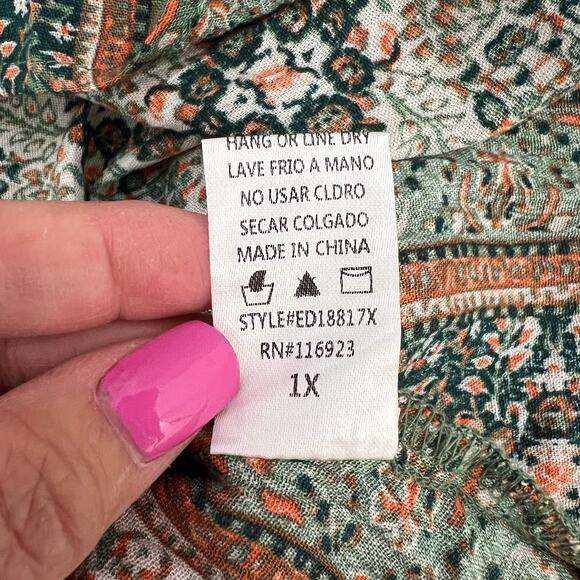 HANG OR LINE DRY
LAVE FRIO A MANO
NO USAR CLDRO
SECAR COLGADO
MADE IN CHINA
STYLE#ED18817X
RN#116923
1X